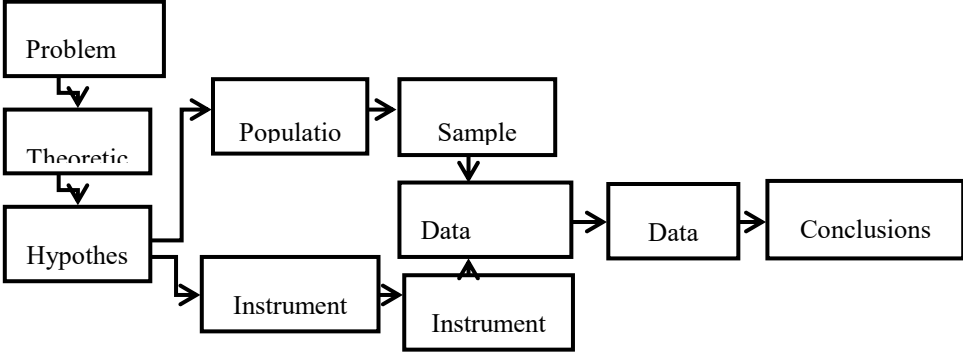 Problem
Theoretic
Hypothes
Populatio
Sample
Instrument
Instrument
Data
Data
Conclusions